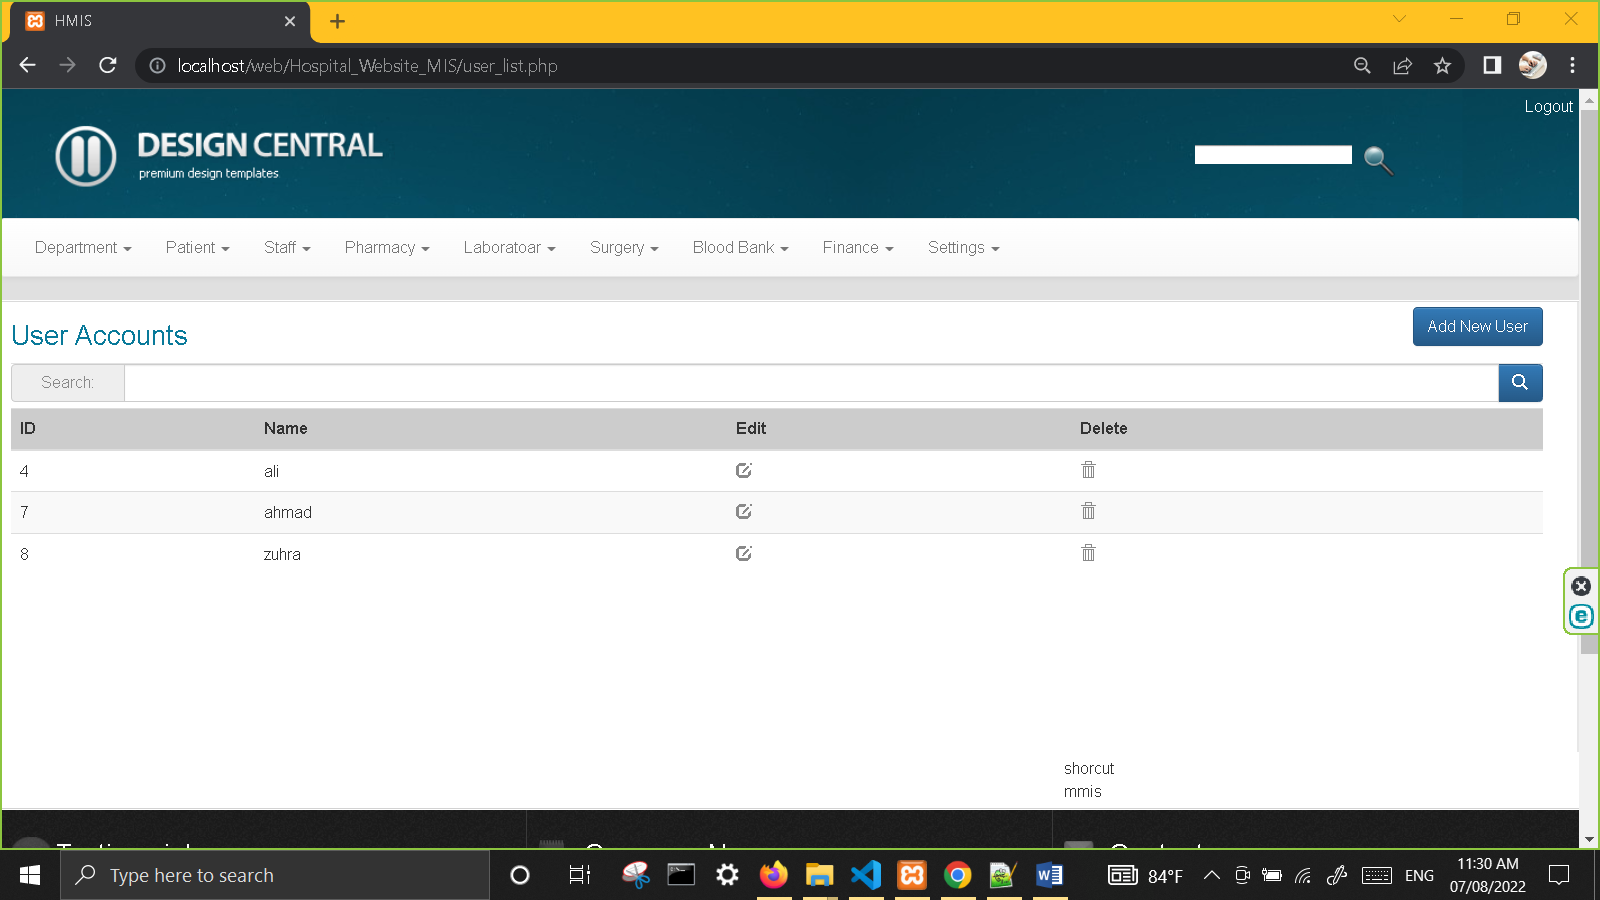 HMIS
localhost/web/Hospital_Website_MIS/user_list.php
Logout
DESIGN CENTRAL
premium design templates
Department Patient Staff Pharmacy Laboratoar Surgery Blood Bank Finance Settings
User Accounts
Add New User
Search:
ID Name Edit Delete
4 ali
7 ahmad
8 zuhra
shorcut
mmis
Type here to search
84°F
ENG
11:30 AM
07/08/2022